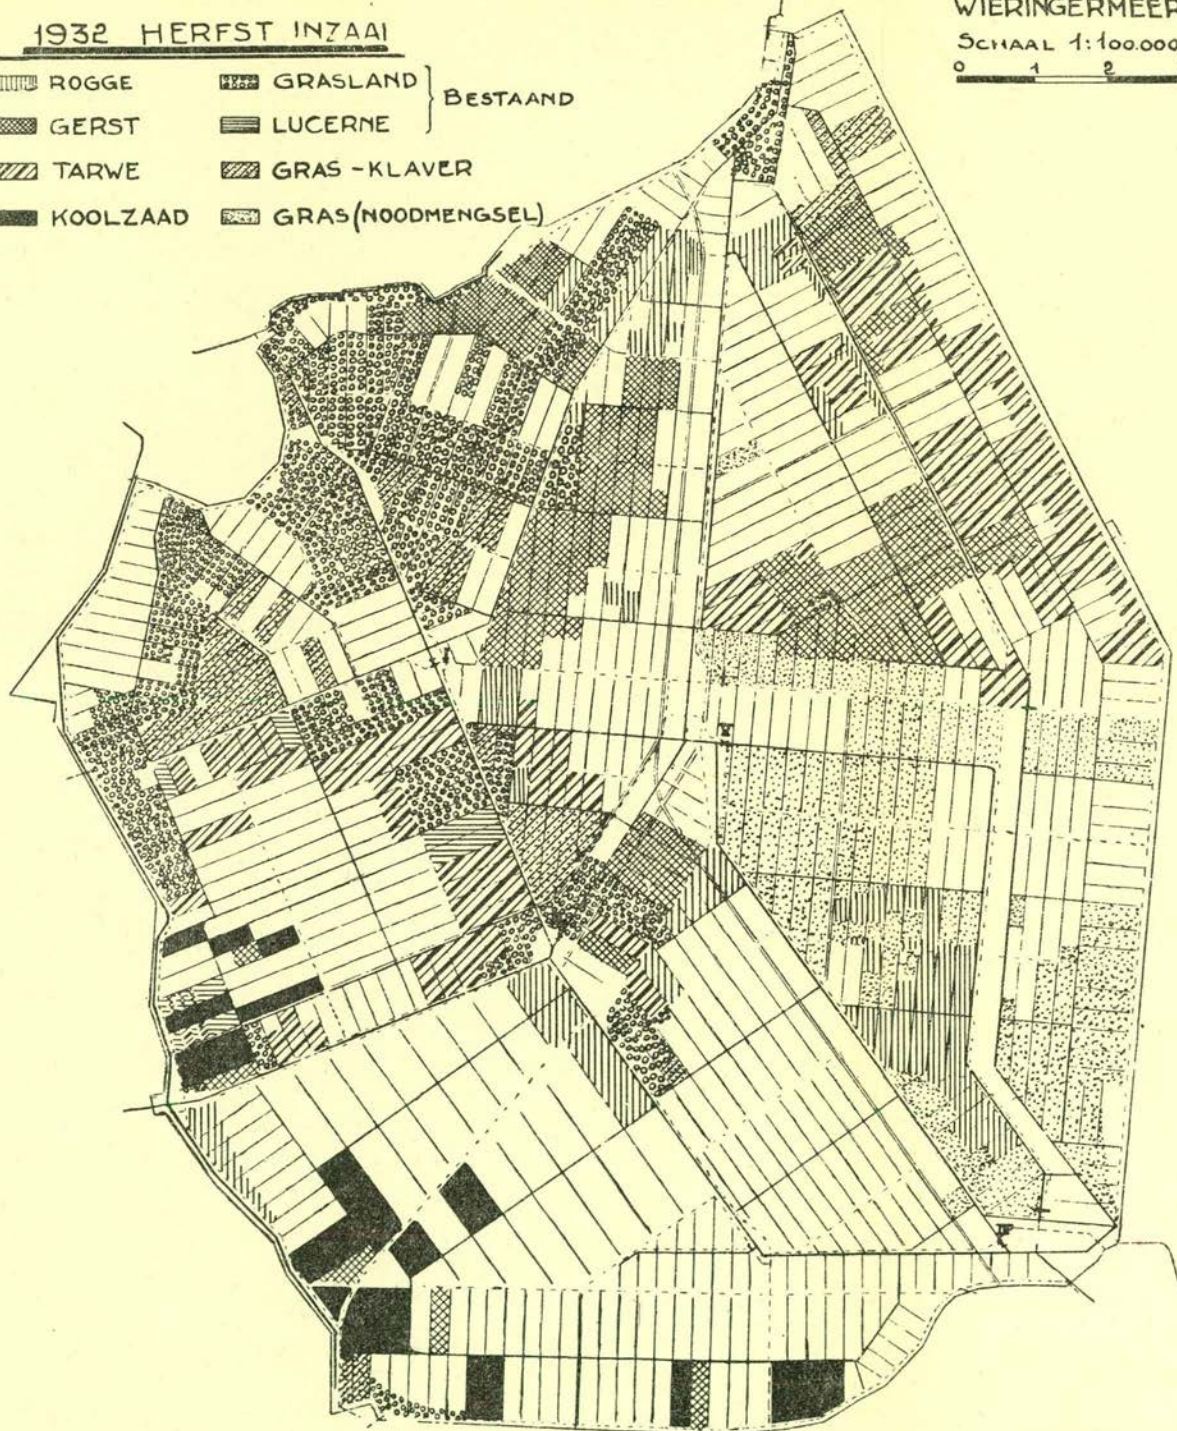 1932 HERFST INZAAI
ROGGE
GERST
TARWE
KOOLZAAD
GRASLAND
LUCERNE
BESTAAND
GRAS-KLAVER
GRAS (NOODMENGSEL)
WIERINGERMEER
SCHAAL 1:100.000
0 1 2